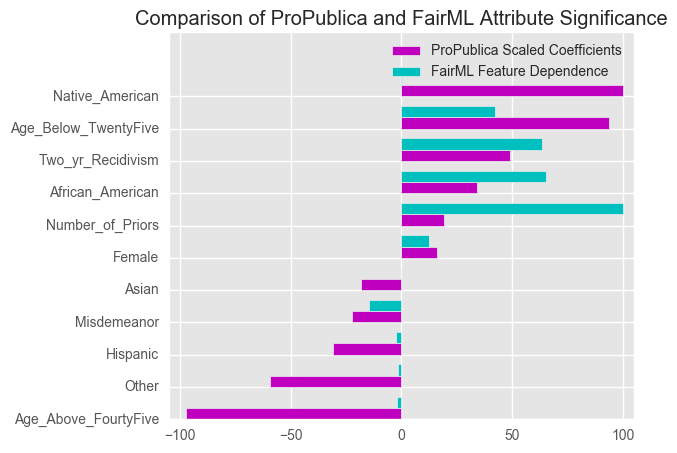 Comparison of ProPublica and FairML Attribute Significance
ProPublica Scaled Coefficients
FairML Feature Dependence
Native_American
Age_Below_TwentyFive
Two_yr_Recidivism
African_American
Number_of_Priors
Female
Asian
Misdemeanor
Hispanic
Other
Age_Above_FourtyFive
−100 −50 0 50 100